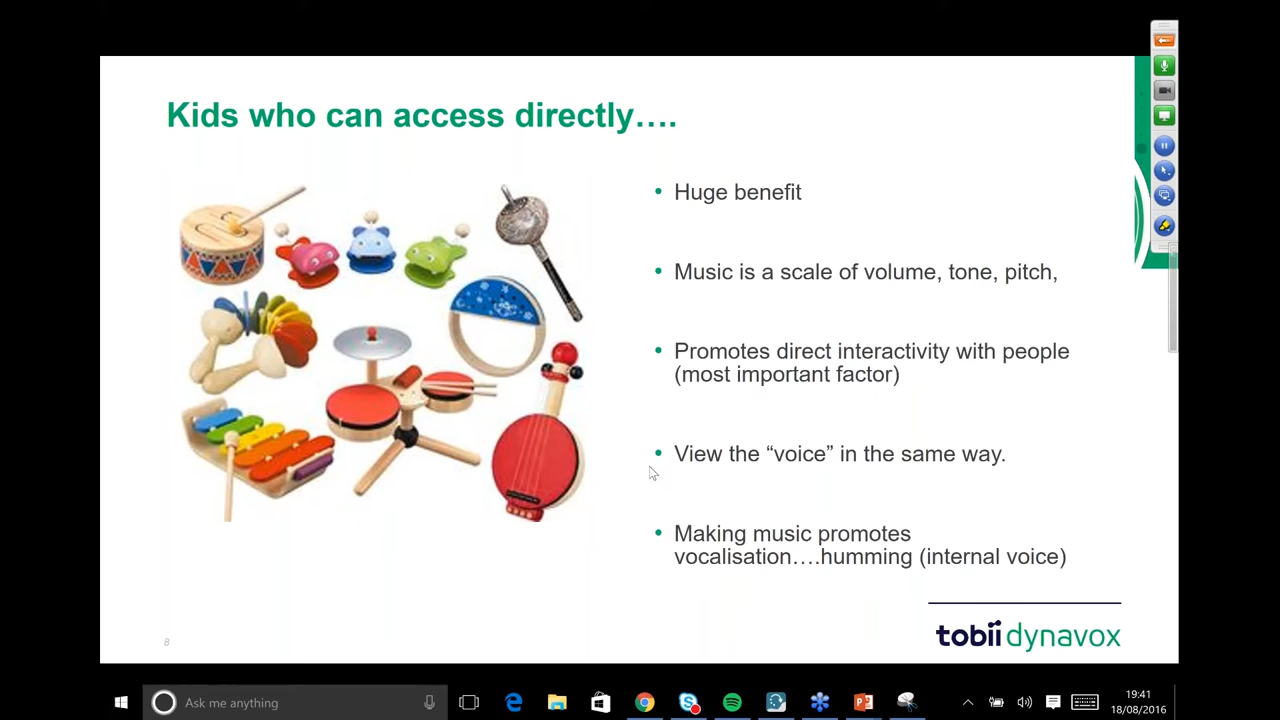 Kids who can access directly….
• Huge benefit
• Music is a scale of volume, tone, pitch,
• Promotes direct interactivity with people
(most important factor)
• View the “voice” in the same way.
• Making music promotes
vocalisation….humming (internal voice)
8
tobii dynavox
Ask me anything
19:41
18/08/2016